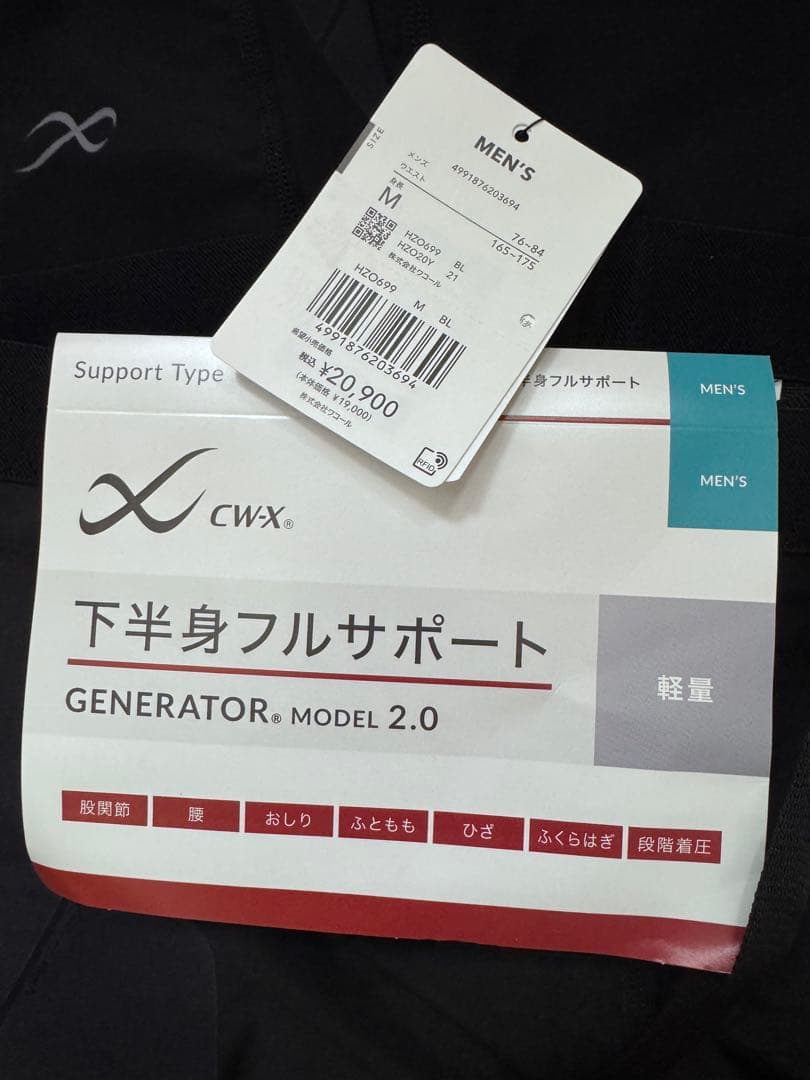 SIZE
MEN'S
メンズ
4991876203694
ウエスト
76~84
身長
165~175
M
HZO699 BL
HZO20Y 21
株式会社ワコール
HZO699 M BL
4991876203694
希望小売価格
税込 ¥20,900
(本体価格 ¥19,000)
株式会社ワコール
RFID
Support Type
半身フルサポート
MEN'S
MEN'S
CW-X®
下半身フルサポート
GENERATOR® MODEL 2.0
軽量
股関節
腰
おしり
ふともも
ひざ
ふくらはぎ
段階着圧